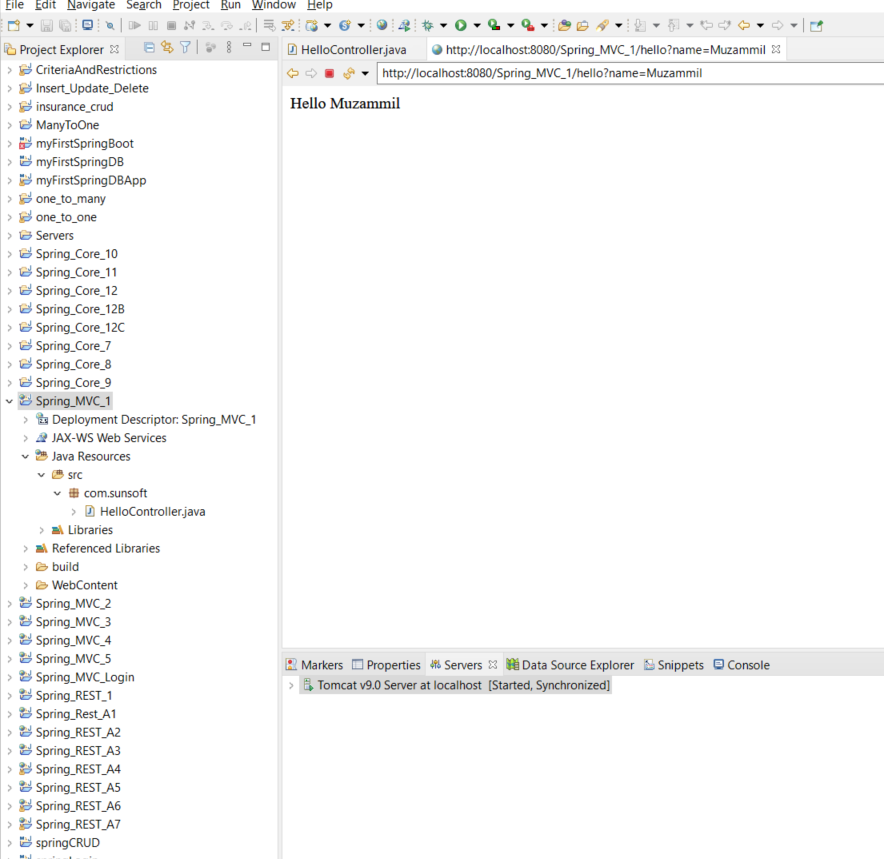 File Edit Navigate Search Project Run Window Help
Project Explorer
CriteriaAndRestrictions
Insert_Update_Delete
insurance_crud
ManyToOne
myFirstSpringBoot
myFirstSpringDB
myFirstSpringDBApp
one_to_many
one_to_one
Servers
Spring_Core_10
Spring_Core_11
Spring_Core_12
Spring_Core_12B
Spring_Core_12C
Spring_Core_7
Spring_Core_8
Spring_Core_9
Spring_MVC_1
Deployment Descriptor: Spring_MVC_1
JAX-WS Web Services
Java Resources
src
com.sunsoft
HelloController.java
Libraries
Referenced Libraries
build
WebContent
Spring_MVC_2
Spring_MVC_3
Spring_MVC_4
Spring_MVC_5
Spring_MVC_Login
Spring_REST_1
Spring_Rest_A1
Spring_REST_A2
Spring_REST_A3
Spring_REST_A4
Spring_REST_A5
Spring_REST_A6
Spring_REST_A7
springCRUD
HelloController.java http://localhost:8080/Spring_MVC_1/hello?name=Muzammil
http://localhost:8080/Spring_MVC_1/hello?name=Muzammil
Hello Muzammil
Markers Properties Servers Data Source Explorer Snippets Console
Tomcat v9.0 Server at localhost [Started, Synchronized]